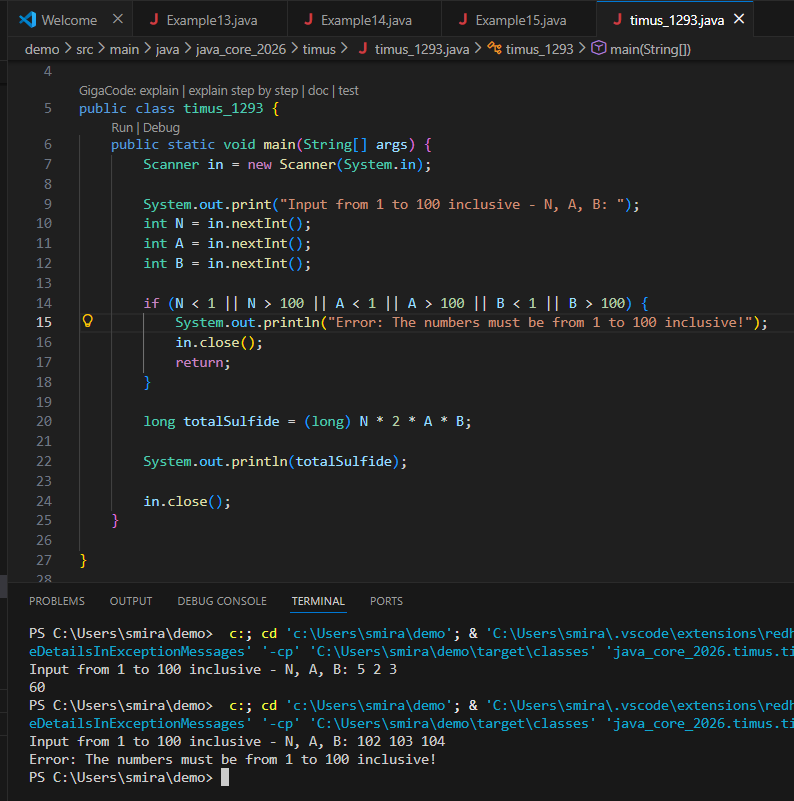 Welcome × Example13.java Example14.java Example15.java timus_1293.java ×
demo > src > main > java > java_core_2026 > timus > timus_1293.java > timus_1293 > main(String[])
4
GigaCode: explain | explain step by step | doc | test
5 public class timus_1293 {
Run | Debug
6 public static void main(String[] args) {
7 Scanner in = new Scanner(System.in);
8
9 System.out.print("Input from 1 to 100 inclusive - N, A, B: ");
10 int N = in.nextInt();
11 int A = in.nextInt();
12 int B = in.nextInt();
13
14 if (N < 1 || N > 100 || A < 1 || A > 100 || B < 1 || B > 100) {
15 System.out.println("Error: The numbers must be from 1 to 100 inclusive!");
16 in.close();
17 return;
18 }
19
20 long totalSulfide = (long) N * 2 * A * B;
21
22 System.out.println(totalSulfide);
23
24 in.close();
25 }
26
27 }
28
PROBLEMS OUTPUT DEBUG CONSOLE TERMINAL PORTS
PS C:\Users\smira\demo> c:; cd 'c:\Users\smira\demo'; & 'C:\Users\smira\.vscode\extensions\redh
eDetailsInExceptionMessages' '-cp' 'C:\Users\smira\demo\target\classes' 'java_core_2026.timus.ti
Input from 1 to 100 inclusive - N, A, B: 5 2 3
60
PS C:\Users\smira\demo> c:; cd 'c:\Users\smira\demo'; & 'C:\Users\smira\.vscode\extensions\redh
eDetailsInExceptionMessages' '-cp' 'C:\Users\smira\demo\target\classes' 'java_core_2026.timus.ti
Input from 1 to 100 inclusive - N, A, B: 102 103 104
Error: The numbers must be from 1 to 100 inclusive!
PS C:\Users\smira\demo>